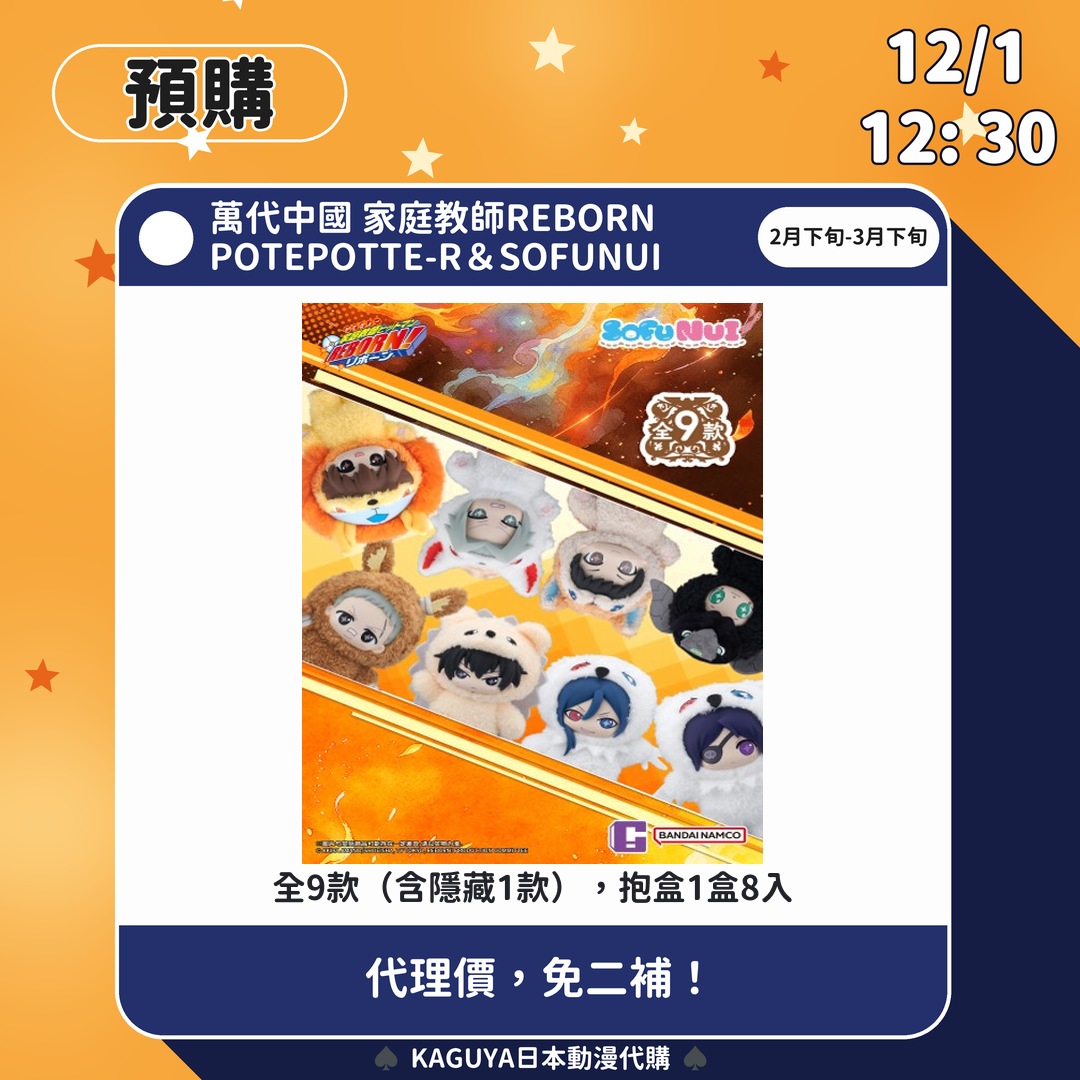 預購
12/1
12: 30
萬代中國 家庭教師REBORN
POTEPOTTE-R＆SOFUNUI
2月下旬-3月下旬
REBORN!
リボーン
SofuNUI
全9款
BANDAI NAMCO
全9款（含隱藏1款），抱盒1盒8入
代理價，免二補！
♠ KAGUYA日本動漫代購 ♠